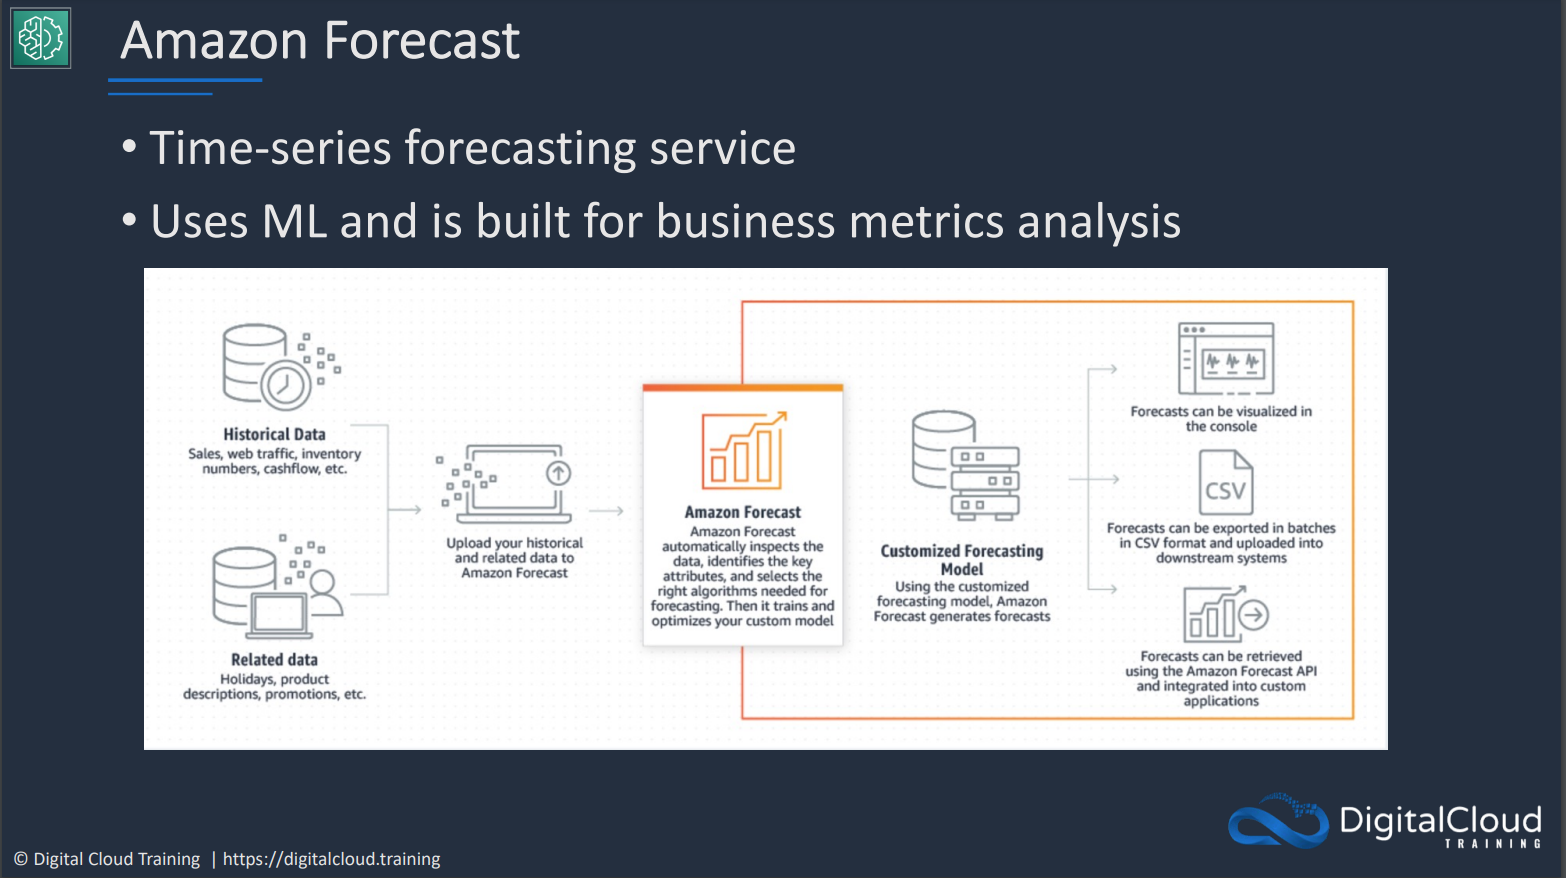 Amazon Forecast
• Time-series forecasting service
• Uses ML and is built for business metrics analysis
Historical Data
Sales, web traffic, inventory
numbers, cashflow, etc.
Related data
Holidays, product
descriptions, promotions, etc.
Upload your historical
and related data to
Amazon Forecast
Amazon Forecast
Amazon Forecast
automatically inspects the
data, identifies the key
attributes, and selects the
right algorithms needed for
forecasting. Then it trains and
optimizes your custom model
Customized Forecasting
Model
Using the customized
forecasting model, Amazon
Forecast generates forecasts
Forecasts can be visualized in
the console
CSV
Forecasts can be exported in batches
in CSV format and uploaded into
downstream systems
Forecasts can be retrieved
using the Amazon Forecast API
and integrated into custom
applications
DigitalCloud
TRAINING
© Digital Cloud Training | https://digitalcloud.training